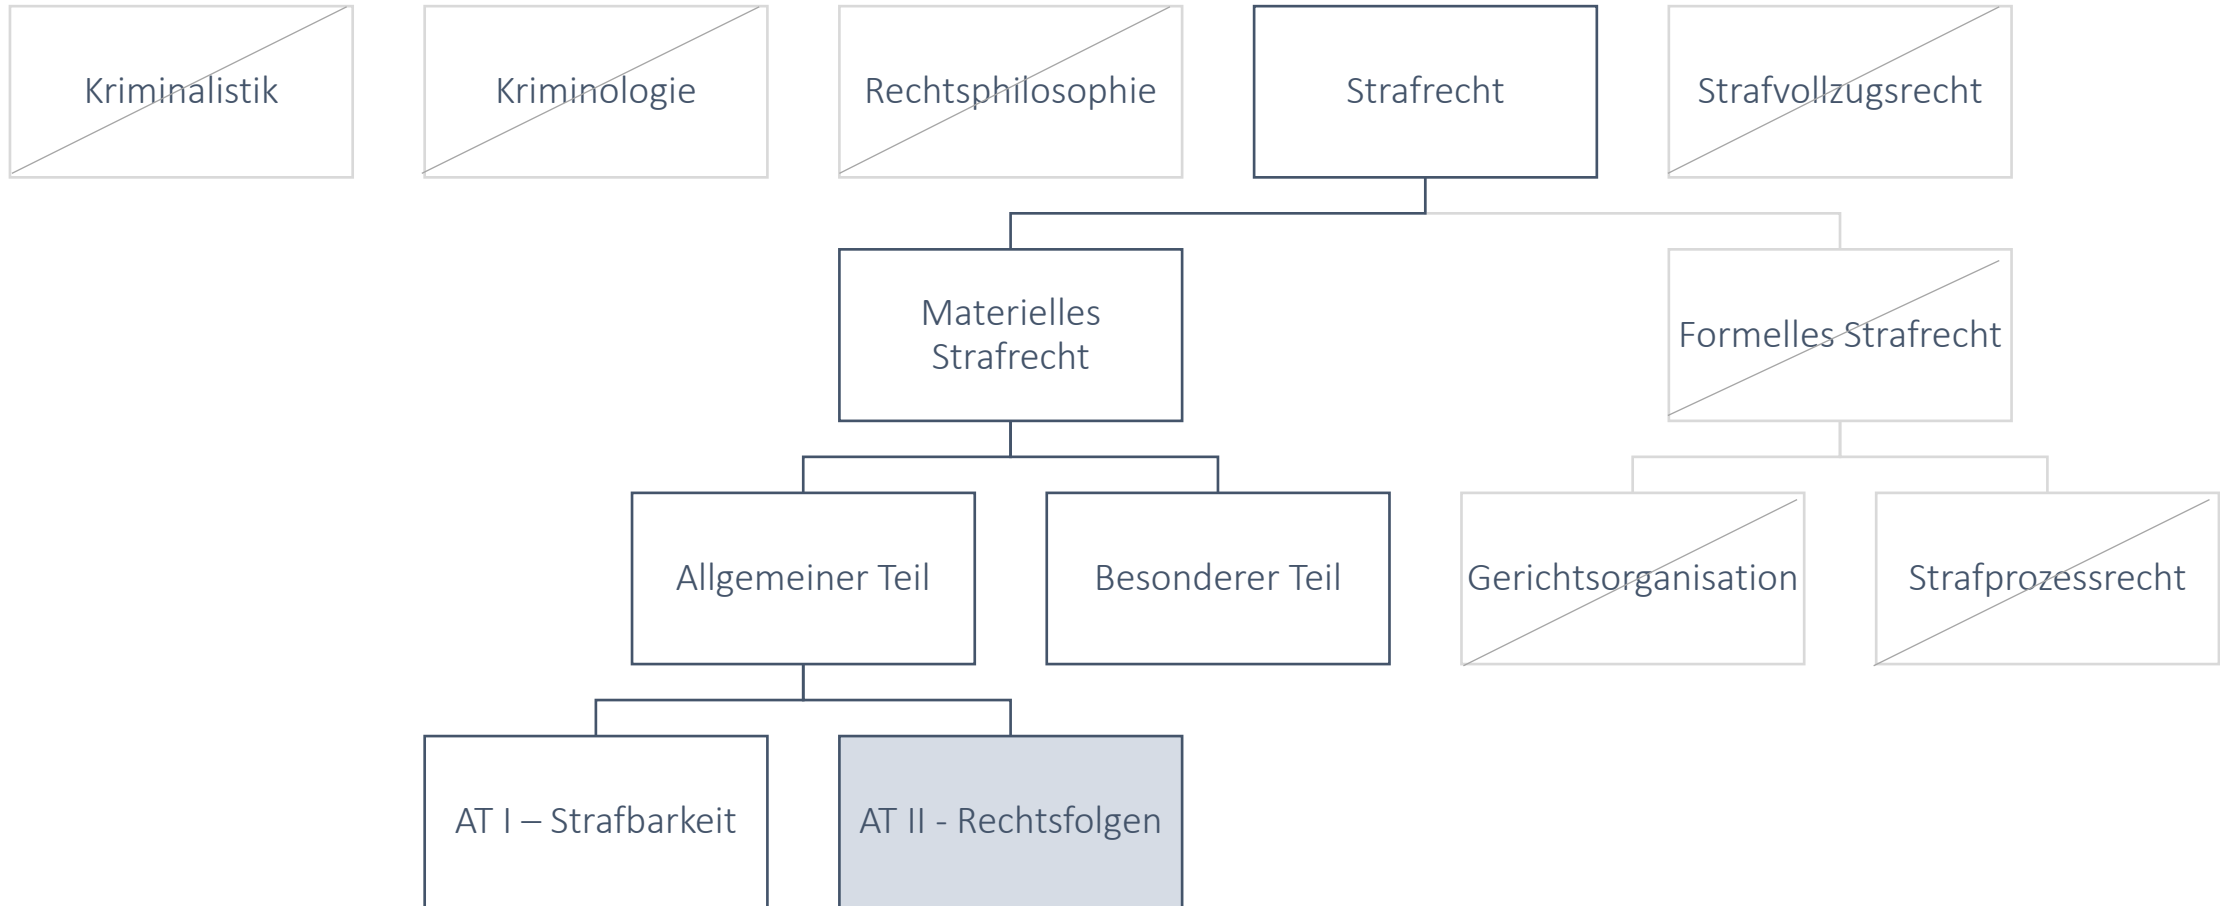 Kriminalistik
Kriminologie
Rechtsphilosophie
Strafrecht
Strafvollzugsrecht
Materielles
Strafrecht
Formelles Strafrecht
Allgemeiner Teil
Besonderer Teil
Gerichtsorganisation
Strafprozessrecht
AT I – Strafbarkeit
AT II - Rechtsfolgen